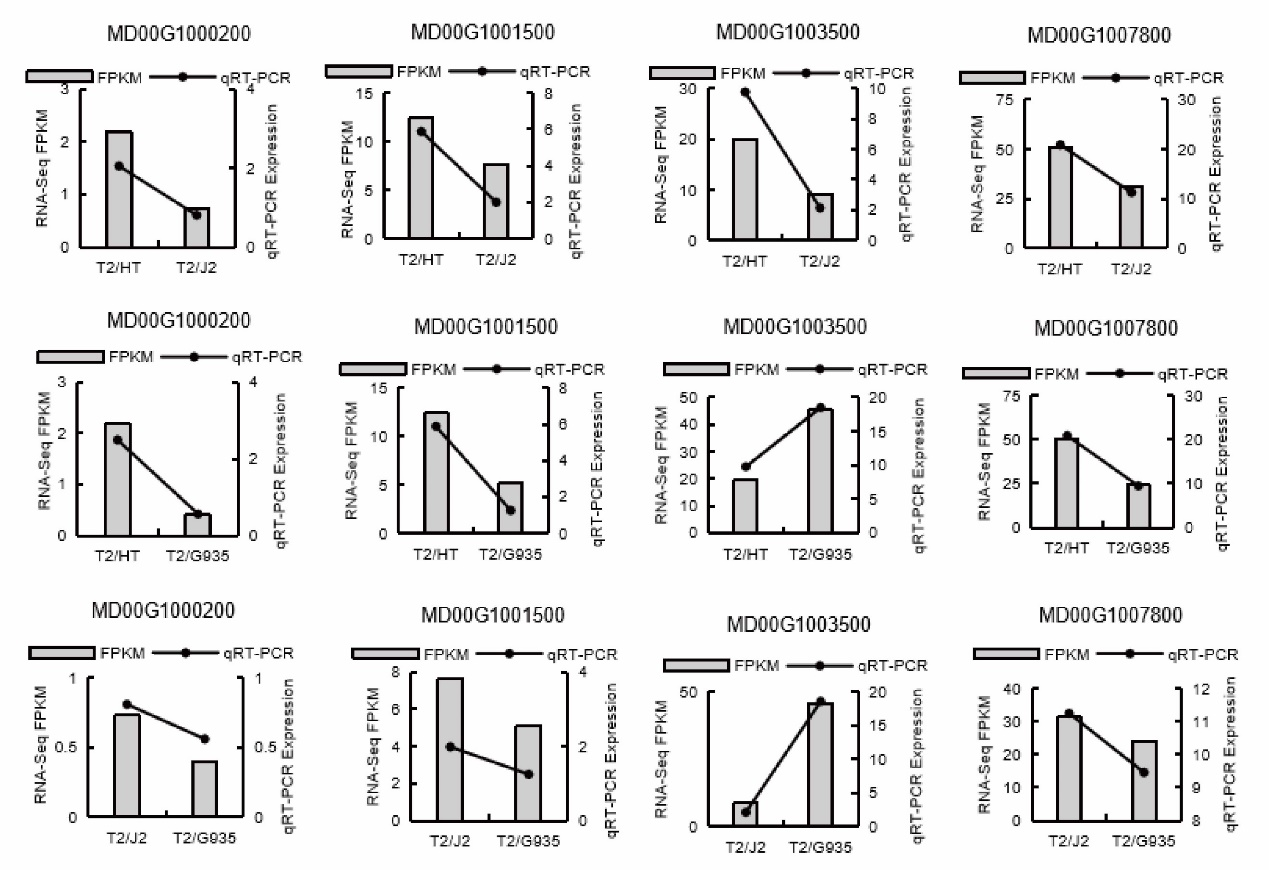 MD00G1000200
FPKM qRT-PCR
RNA-Seq FPKM
3
2
1
0
4
2
0
qRT-PCR Expression
T2/HT T2/J2
MD00G1001500
FPKM qRT-PCR
RNA-Seq FPKM
15
10
5
0
8
6
4
2
0
qRT-PCR Expression
T2/HT T2/J2
MD00G1003500
FPKM qRT-PCR
RNA-Seq FPKM
30
20
10
0
10
8
6
4
2
0
qRT-PCR Expression
T2/HT T2/J2
MD00G1007800
FPKM qRT-PCR
RNA-Seq FPKM
75
50
25
0
30
20
10
0
qRT-PCR Expression
T2/HT T2/J2
MD00G1000200
FPKM qRT-PCR
RNA-Seq FPKM
3
2
1
0
4
2
0
qRT-PCR Expression
T2/HT T2/G935
MD00G1001500
FPKM qRT-PCR
RNA-Seq FPKM
15
10
5
0
8
6
4
2
0
qRT-PCR Expression
T2/HT T2/G935
MD00G1003500
FPKM qRT-PCR
RNA-Seq FPKM
50
40
30
20
10
0
20
15
10
5
0
qRT-PCR Expression
T2/HT T2/G935
MD00G1007800
FPKM qRT-PCR
RNA-Seq FPKM
75
50
25
0
30
20
10
0
qRT-PCR Expression
T2/HT T2/G935
MD00G1000200
FPKM qRT-PCR
RNA-Seq FPKM
1
0.5
0
1
0.5
0
qRT-PCR Expression
T2/J2 T2/G935
MD00G1001500
FPKM qRT-PCR
RNA-Seq FPKM
8
6
4
2
0
4
2
0
qRT-PCR Expression
T2/J2 T2/G935
MD00G1003500
FPKM qRT-PCR
RNA-Seq FPKM
50
0
20
15
10
5
0
qRT-PCR Expression
T2/J2 T2/G935
MD00G1007800
FPKM qRT-PCR
RNA-Seq FPKM
40
30
20
10
0
12
11
10
9
8
qRT-PCR Expression
T2/J2 T2/G935